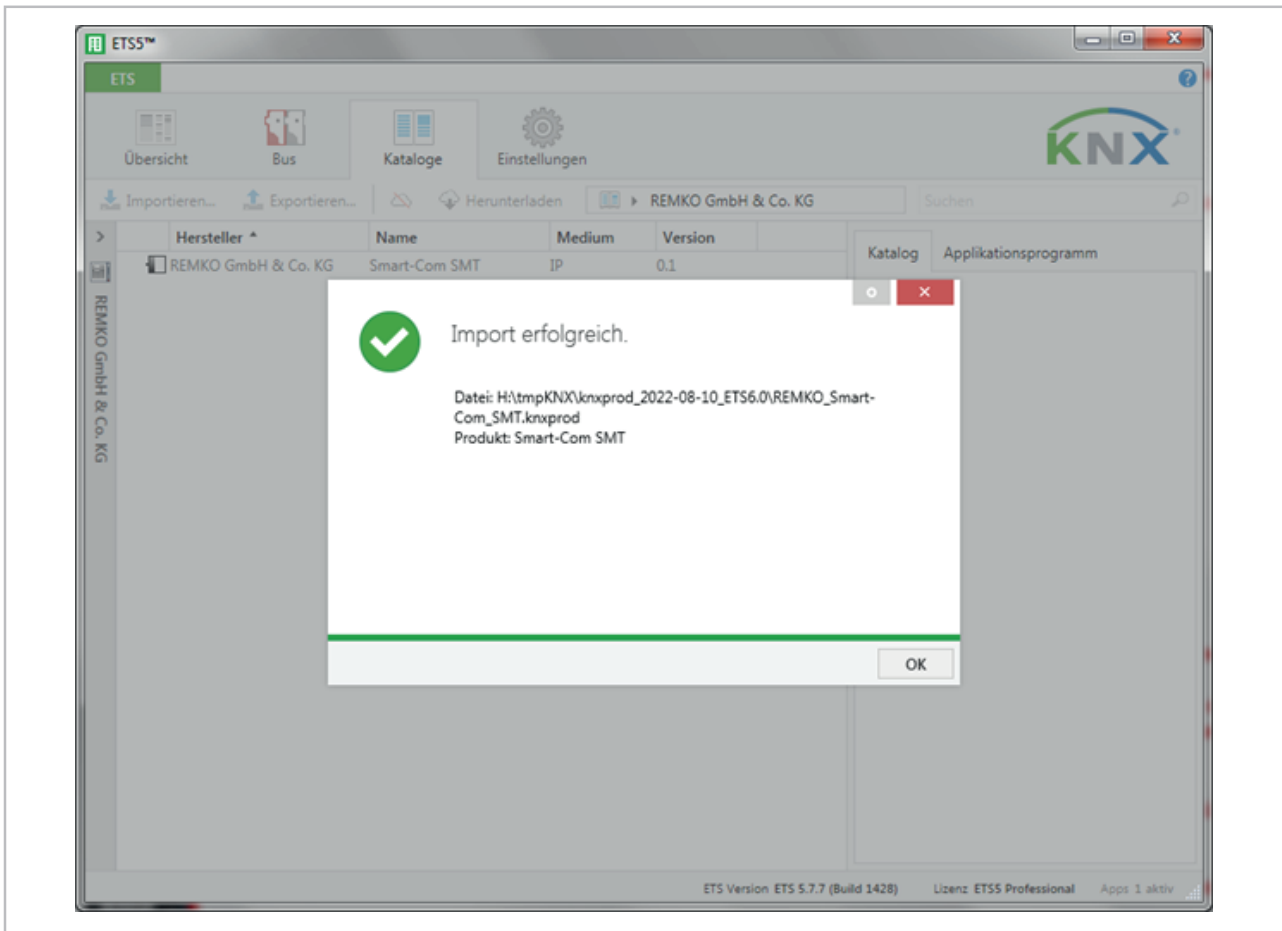 ETS5™
ETS
Übersicht
Bus
Kataloge
Einstellungen
KNX
Importieren...
Exportieren...
Herunterladen
REMKO GmbH & Co. KG
Suchen
Hersteller
Name
Medium
Version
Katalog
Applikationsprogramm
REMKO GmbH & Co. KG
Smart-Com SMT
IP
0.1
REMKO GmbH & Co. KG
Import erfolgreich.
Datei: H:\tmpKNX\knxprod_2022-08-10_ETS6.0\REMKO_Smart-
Com_SMT.knxprod
Produkt: Smart-Com SMT
OK
ETS Version ETS 5.7.7 (Build 1428)
Lizenz ETS5 Professional
Apps 1 aktiv